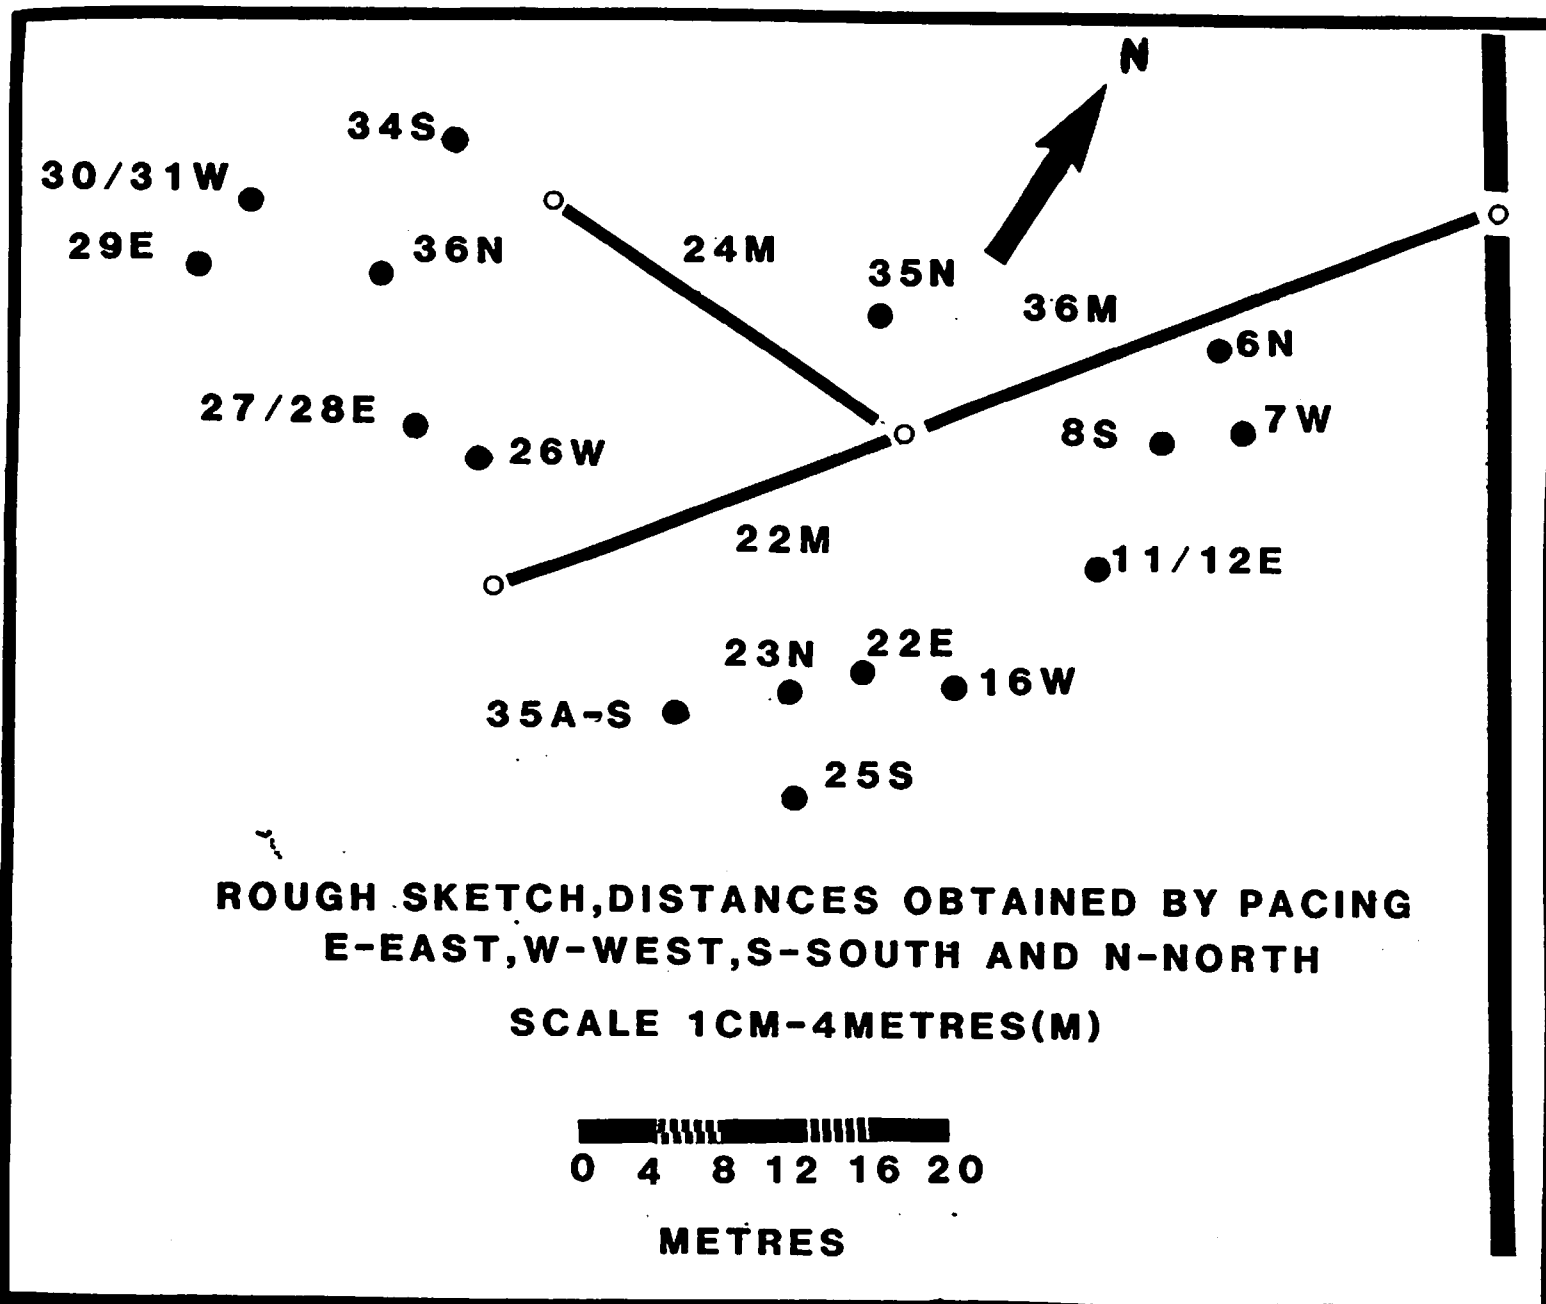 N
34S
30/31W
29E
36N
24M
35N
36M
6N
27/28E
26W
8S
7W
22M
11/12E
23N
22E
16W
35A-S
25S
ROUGH SKETCH,DISTANCES OBTAINED BY PACING
E-EAST,W-WEST,S-SOUTH AND N-NORTH
SCALE 1CM-4METRES(M)
0 4 8 12 16 20
METRES